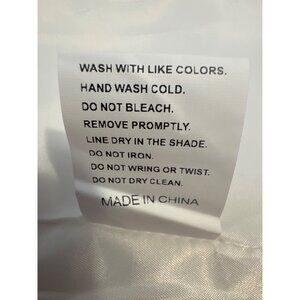 WASH WITH LIKE COLORS.
HAND WASH COLD.
DO NOT BLEACH.
REMOVE PROMPTLY.
LINE DRY IN THE SHADE.
DO NOT IRON.
DO NOT WRING OR TWIST.
DO NOT DRY CLEAN.
MADE IN CHINA